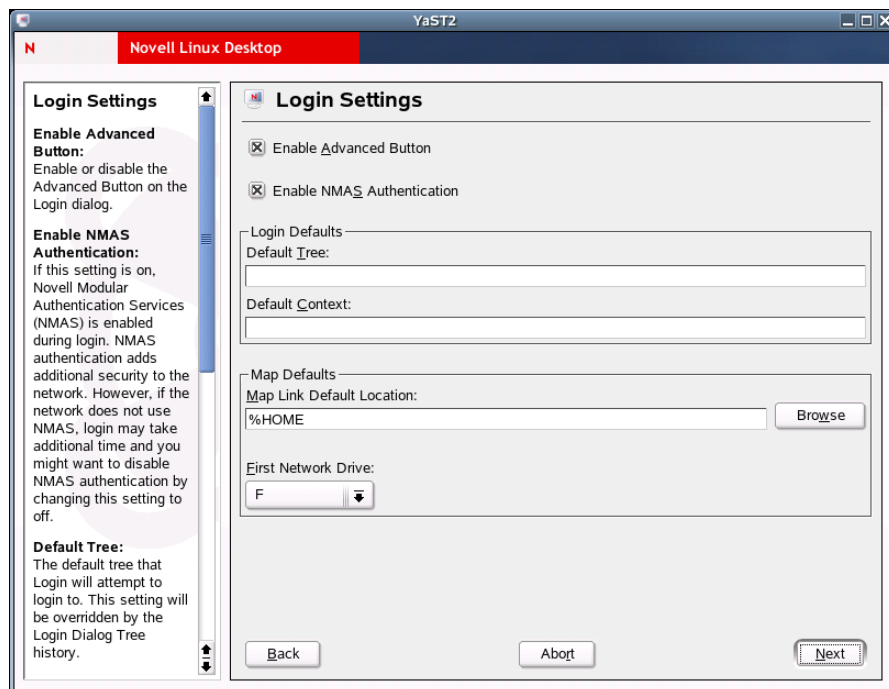 YaST2
N Novell Linux Desktop
Login Settings
Enable Advanced
Button:
Enable or disable the
Advanced Button on the
Login dialog.
Enable NMAS
Authentication:
If this setting is on,
Novell Modular
Authentication Services
(NMAS) is enabled
during login. NMAS
authentication adds
additional security to the
network. However, if the
network does not use
NMAS, login may take
additional time and you
might want to disable
NMAS authentication by
changing this setting to
off.
Default Tree:
The default tree that
Login will attempt to
login to. This setting will
be overridden by the
Login Dialog Tree
history.
Login Settings
Enable Advanced Button
Enable NMAS Authentication
Login Defaults
Default Tree:
Default Context:
Map Defaults
Map Link Default Location:
%HOME
Browse
First Network Drive:
F
Back
Abort
Next